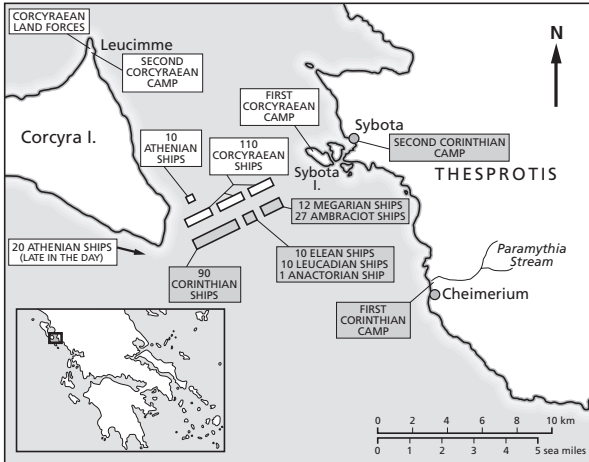 CORCYRAEAN
LAND FORCES
Leucimme
SECOND
CORCYRAEAN
CAMP
Corcyra I.
10
ATHENIAN
SHIPS
110
CORCYRAEAN
SHIPS
FIRST
CORCYRAEAN
CAMP
Sybota
I.
Sybota
SECOND CORINTHIAN
CAMP
THESPROTIS
N
12 MEGARIAN SHIPS
27 AMBRACIOT SHIPS
20 ATHENIAN SHIPS
(LATE IN THE DAY)
90
CORINTHIAN
SHIPS
10 ELEAN SHIPS
10 LEUCADIAN SHIPS
1 ANACTORIAN SHIP
Paramythia
Stream
FIRST
CORINTHIAN
CAMP
Cheimerium
0 2 4 6 8 10 km
0 1 2 3 4 5 sea miles